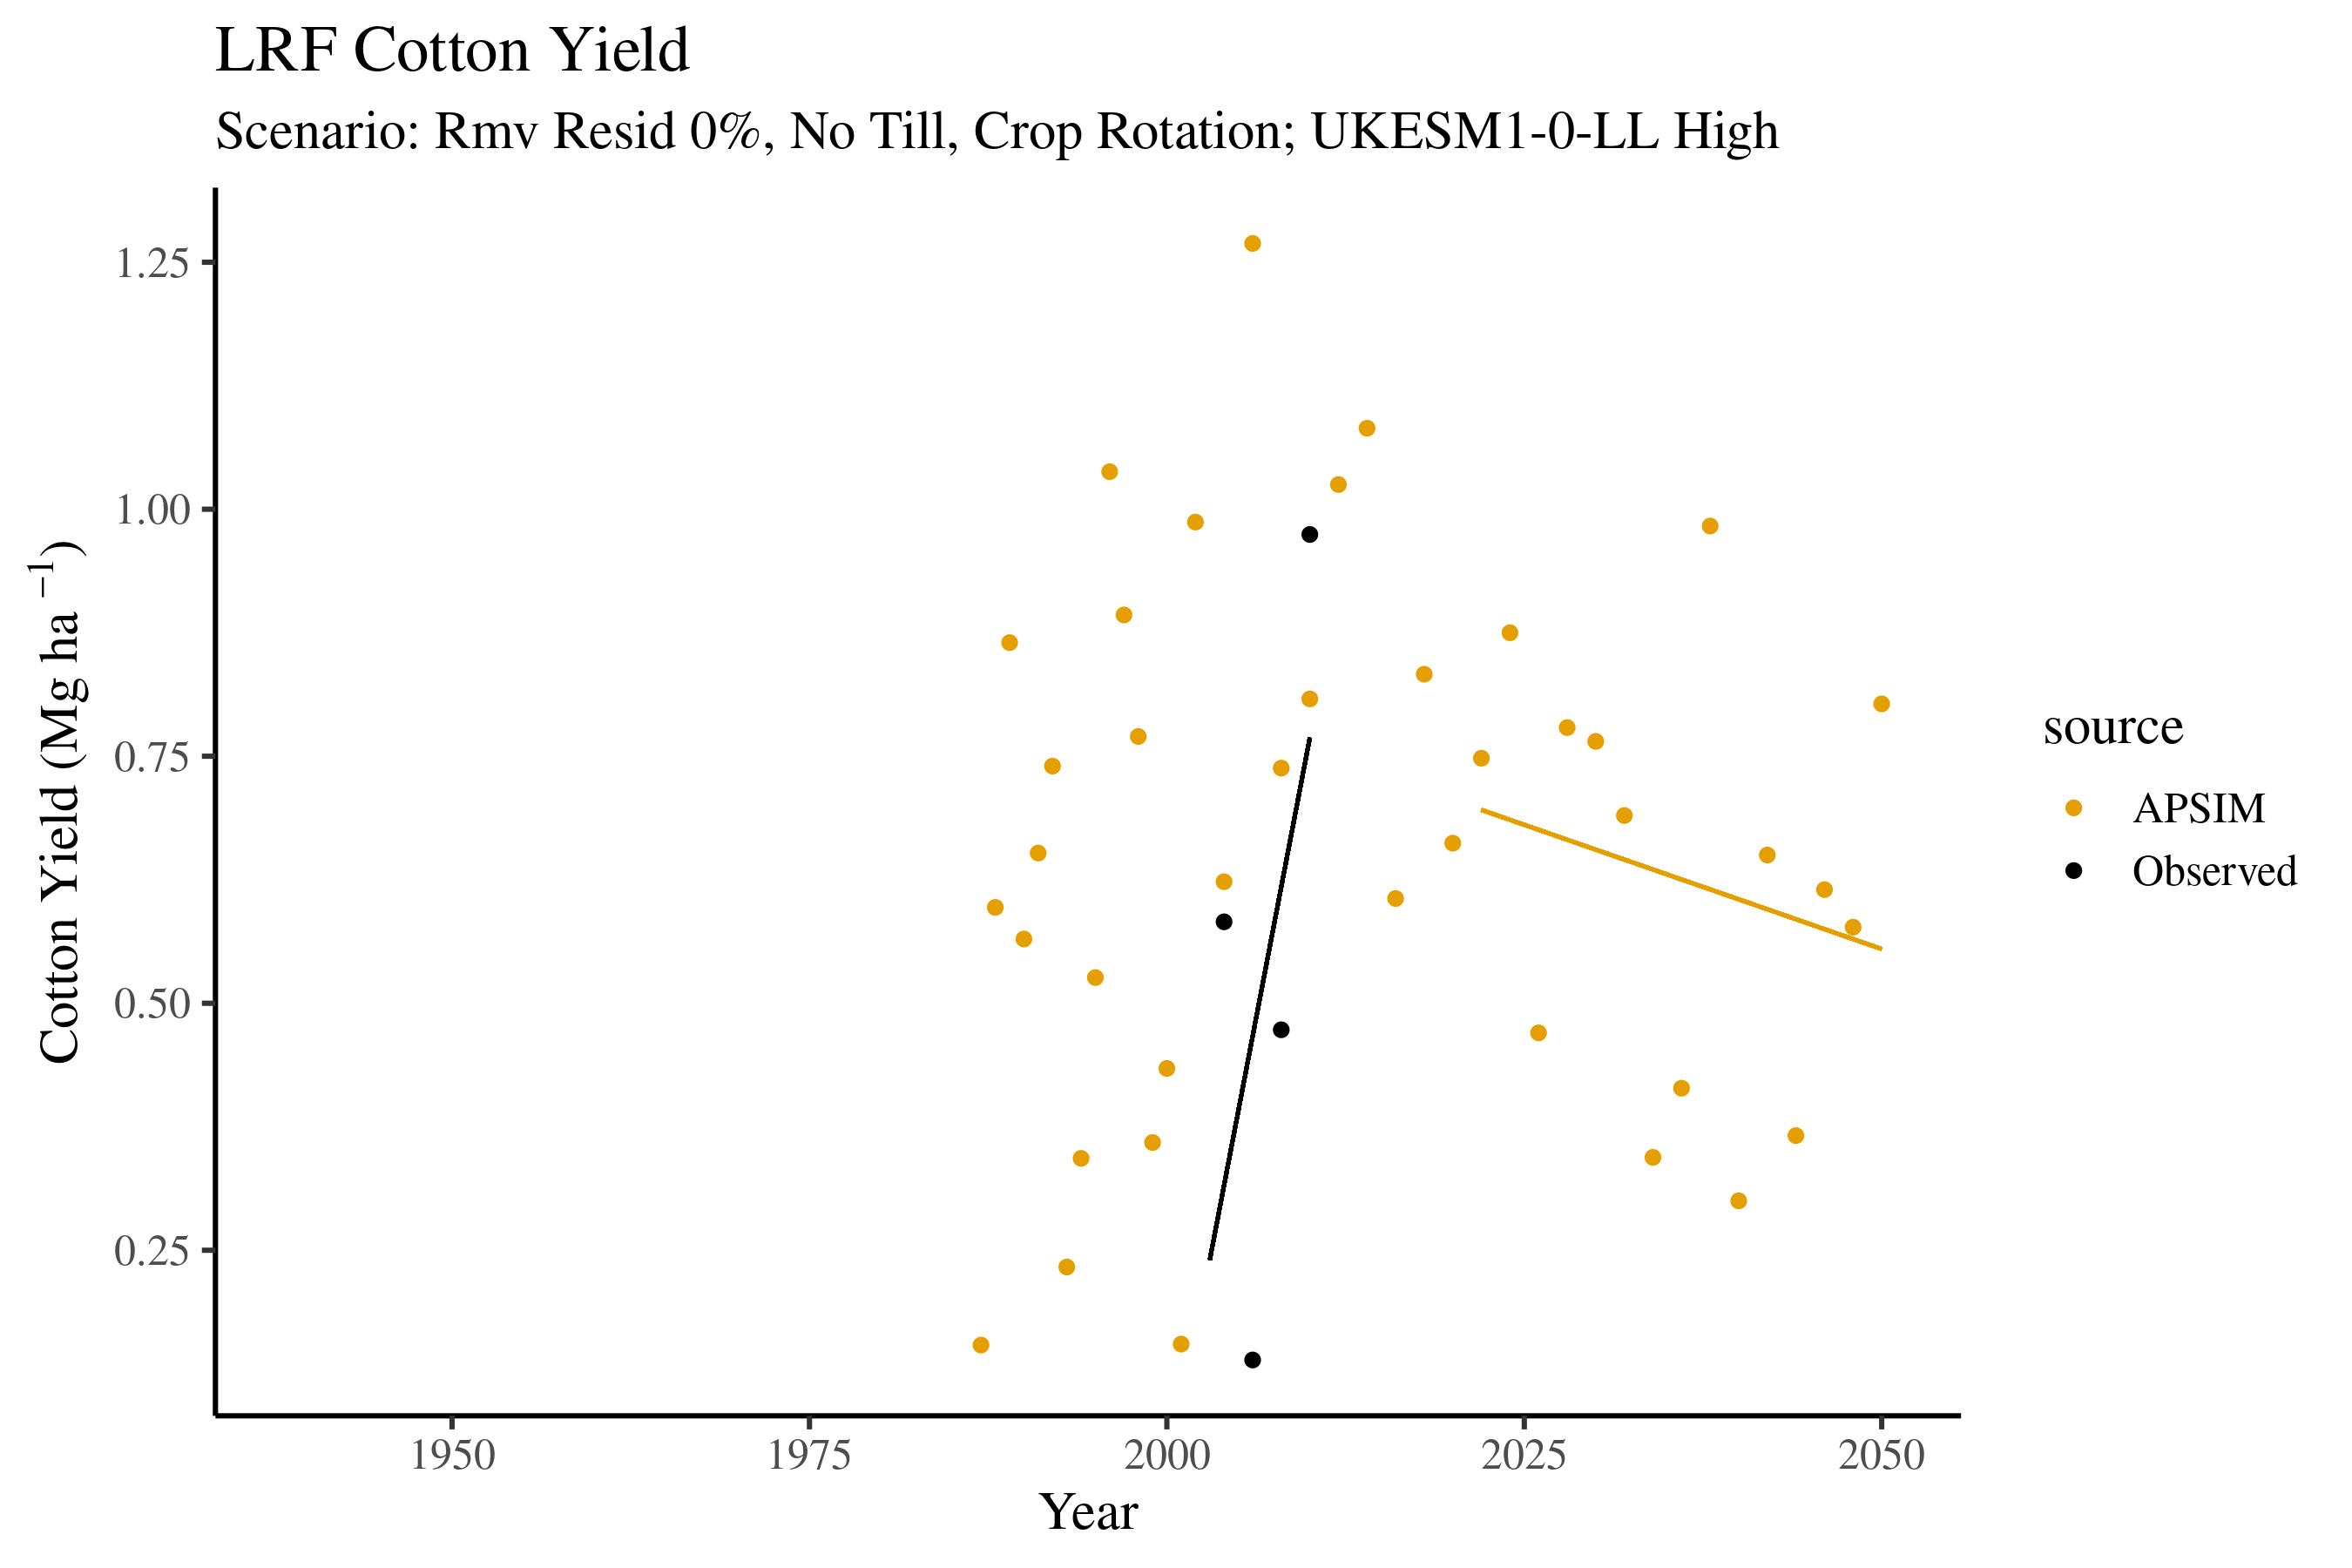 LRF Cotton Yield
Scenario: Rmv Resid 0%, No Till, Crop Rotation; UKESM1-0-LL High
Cotton Yield (Mg ha −1)
1.25
1.00
0.75
0.50
0.25
1950 1975 2000 2025 2050
Year
source
APSIM
Observed